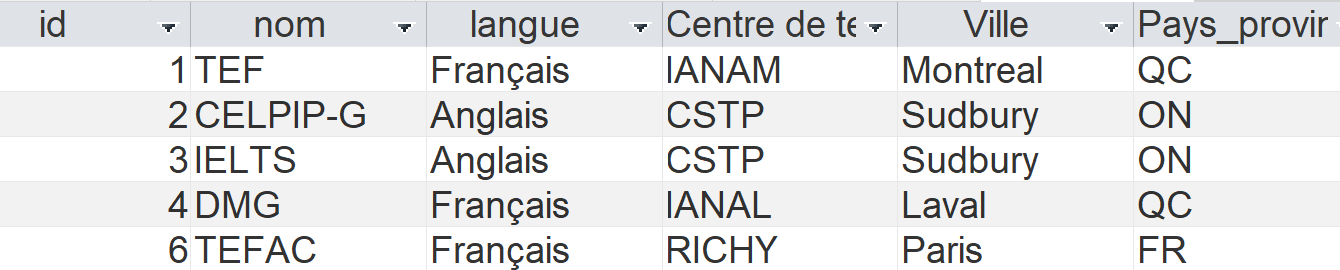 id nom langue Centre de te Ville Pays_provin
1 TEF Français IANAM Montreal QC
2 CELPIP-G Anglais CSTP Sudbury ON
3 IELTS Anglais CSTP Sudbury ON
4 DMG Français IANAL Laval QC
6 TEFAC Français RICHY Paris FR